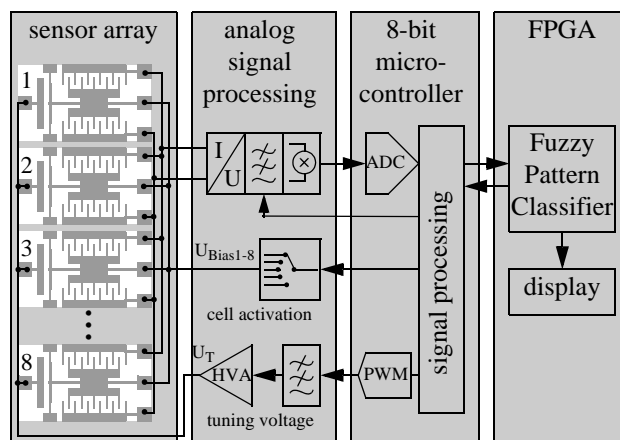 sensor array
analog
signal
processing
8-bit
micro-
controller
FPGA
1
2
3
8
I
U
ADC
signal processing
Fuzzy
Pattern
Classifier
display
U_Bias1-8
cell activation
U_T
HVA
PWM
tuning voltage